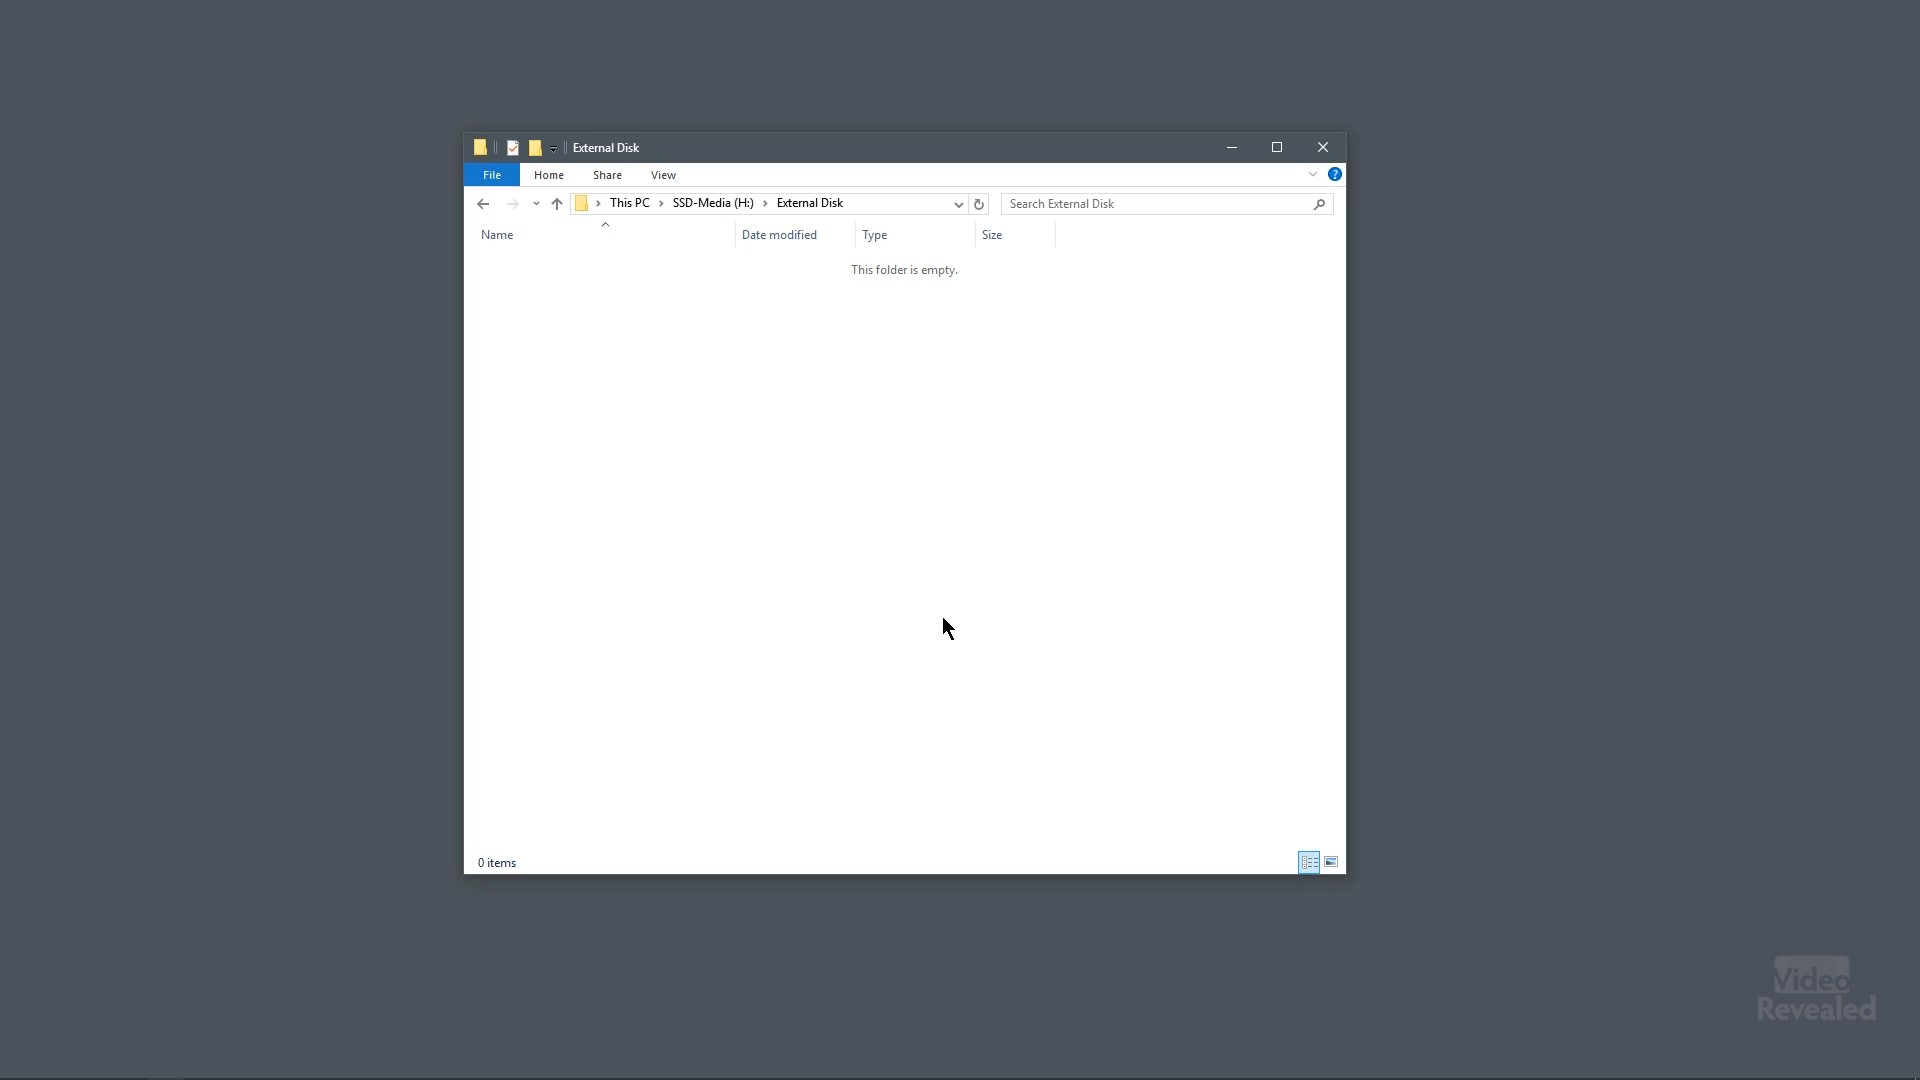 External Disk
File Home Share View
This PC > SSD-Media (H:) > External Disk
Search External Disk
Name Date modified Type Size
This folder is empty.
0 items
Video
Revealed